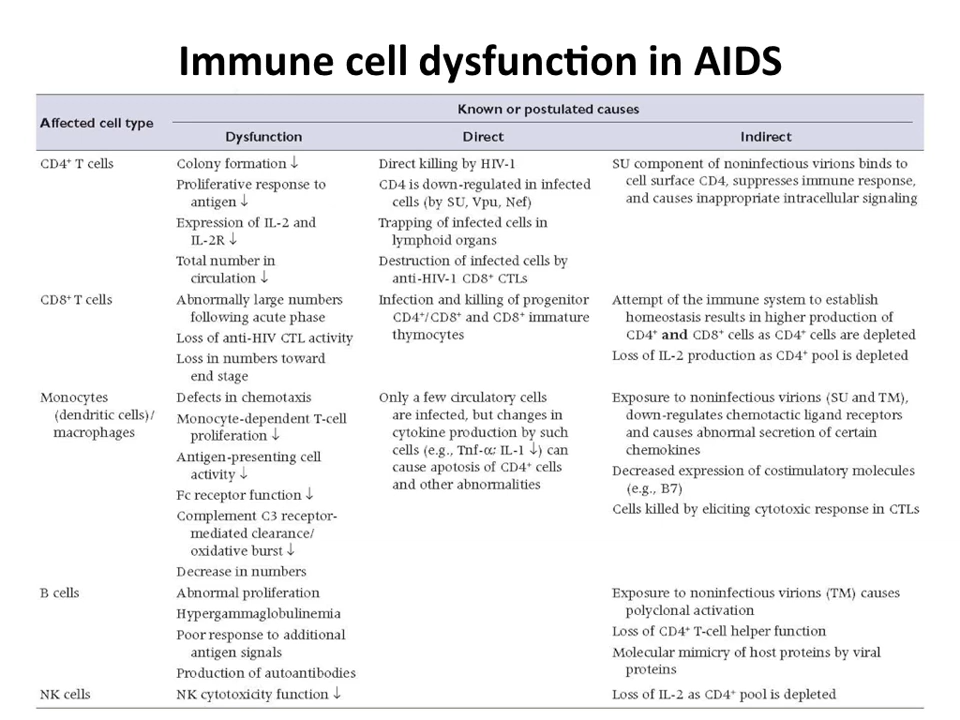 Immune cell dysfunction in AIDS
Known or postulated causes
Affected cell type
Dysfunction Direct Indirect
CD4⁺ T cells
Colony formation ↓
Proliferative response to
antigen ↓
Expression of IL-2 and
IL-2R ↓
Total number in
circulation ↓
Direct killing by HIV-1
CD4 is down-regulated in infected
cells (by SU, Vpu, Nef)
Trapping of infected cells in
lymphoid organs
Destruction of infected cells by
anti-HIV-1 CD8⁺ CTLs
SU component of noninfectious virions binds to
cell surface CD4, suppresses immune response,
and causes inappropriate intracellular signaling
CD8⁺ T cells
Abnormally large numbers
following acute phase
Loss of anti-HIV CTL activity
Loss in numbers toward
end stage
Infection and killing of progenitor
CD4⁺/CD8⁺ and CD8⁺ immature
thymocytes
Attempt of the immune system to establish
homeostasis results in higher production of
CD4⁺ and CD8⁺ cells as CD4⁺ cells are depleted
Loss of IL-2 production as CD4⁺ pool is depleted
Monocytes
(dendritic cells)/
macrophages
Defects in chemotaxis
Monocyte-dependent T-cell
proliferation ↓
Antigen-presenting cell
activity ↓
Fc receptor function ↓
Complement C3 receptor-
mediated clearance/
oxidative burst ↓
Decrease in numbers
Only a few circulatory cells
are infected, but changes in
cytokine production by such
cells (e.g., Tnf-α: IL-1 ↓) can
cause apotosis of CD4⁺ cells
and other abnormalities
Exposure to noninfectious virions (SU and TM),
down-regulates chemotactic ligand receptors
and causes abnormal secretion of certain
chemokines
Decreased expression of costimulatory molecules
(e.g., B7)
Cells killed by eliciting cytotoxic response in CTLs
B cells
Abnormal proliferation
Hypergammaglobulinemia
Poor response to additional
antigen signals
Production of autoantibodies
Exposure to noninfectious virions (TM) causes
polyclonal activation
Loss of CD4⁺ T-cell helper function
Molecular mimicry of host proteins by viral
proteins
NK cells
NK cytotoxicity function ↓
Loss of IL-2 as CD4⁺ pool is depleted